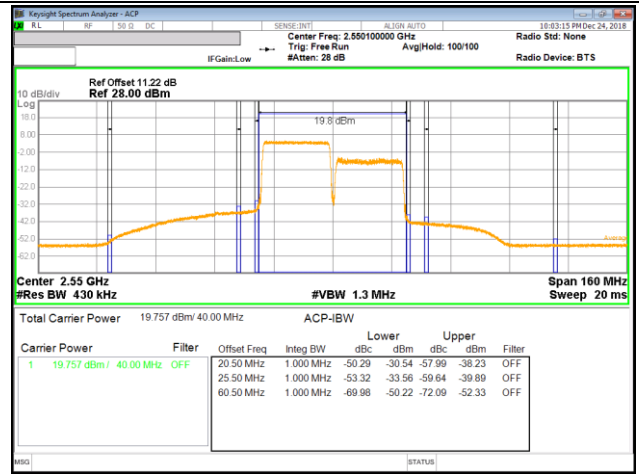 Keysight Spectrum Analyzer - ACP
RL RF 50 Ω DC SENSE:INT ALIGN AUTO 10:03:15 PM Dec 24, 2018
Center Freq: 2.550100000 GHz Radio Std: None
Trig: Free Run Avg|Hold: 100/100
IFGain:Low #Atten: 28 dB Radio Device: BTS
Ref Offset 11.22 dB
10 dB/div Ref 28.00 dBm
Log
18.0
8.00
-2.00
-12.0
-22.0
-32.0
-42.0
-52.0
-62.0
19.8 dBm
Average
Center 2.55 GHz Span 160 MHz
#Res BW 430 kHz #VBW 1.3 MHz Sweep 20 ms
Total Carrier Power 19.757 dBm/ 40.00 MHz ACP-IBW
Lower Upper
Carrier Power Filter Offset Freq Integ BW dBc dBm dBc dBm Filter
1 19.757 dBm / 40.00 MHz OFF 20.50 MHz 1.000 MHz -50.29 -30.54 -57.99 -38.23 OFF
25.50 MHz 1.000 MHz -53.32 -33.56 -59.64 -39.89 OFF
60.50 MHz 1.000 MHz -69.98 -50.22 -72.09 -52.33 OFF
MSG STATUS